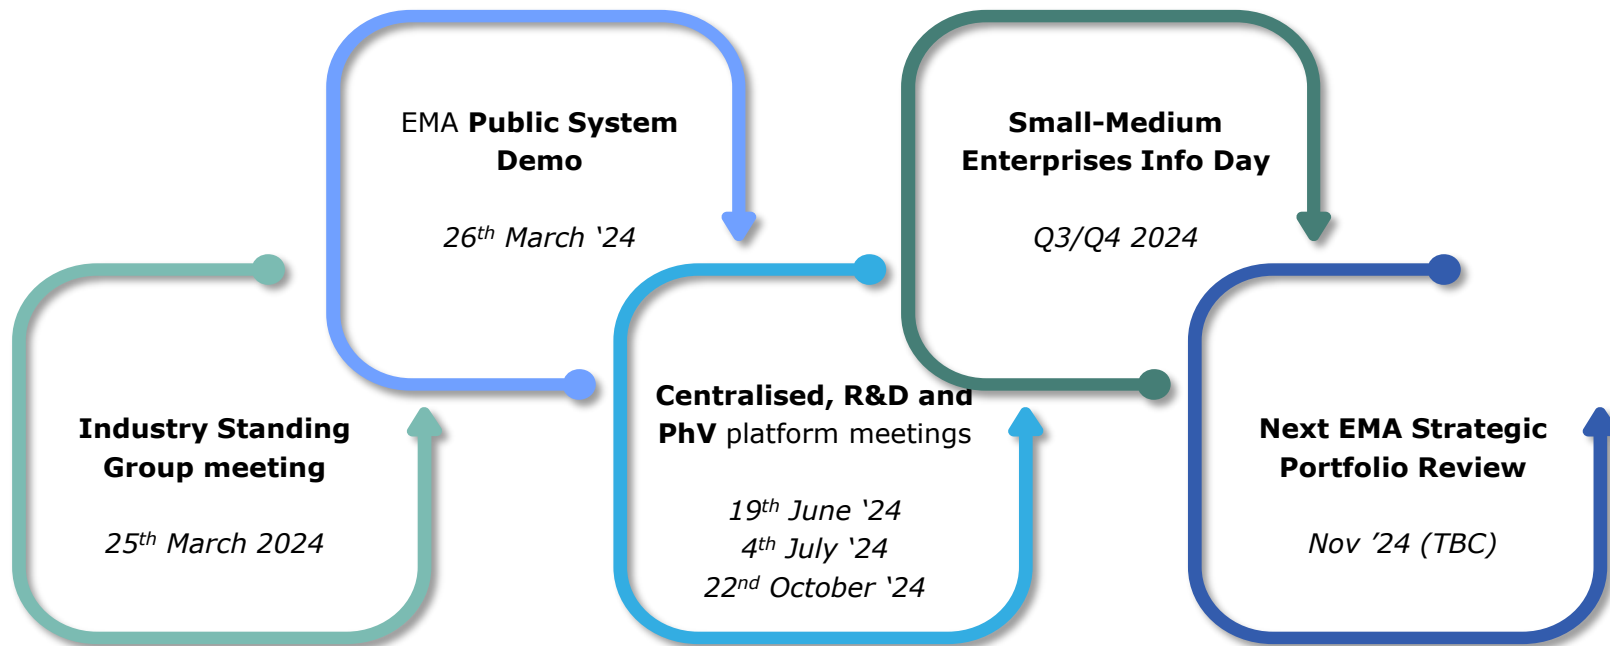 Industry Standing
Group meeting
25th March 2024
EMA Public System
Demo
26th March ‘24
Centralised, R&D and
PhV platform meetings
19th June ‘24
4th July ‘24
22nd October ‘24
Small-Medium
Enterprises Info Day
Q3/Q4 2024
Next EMA Strategic
Portfolio Review
Nov ’24 (TBC)